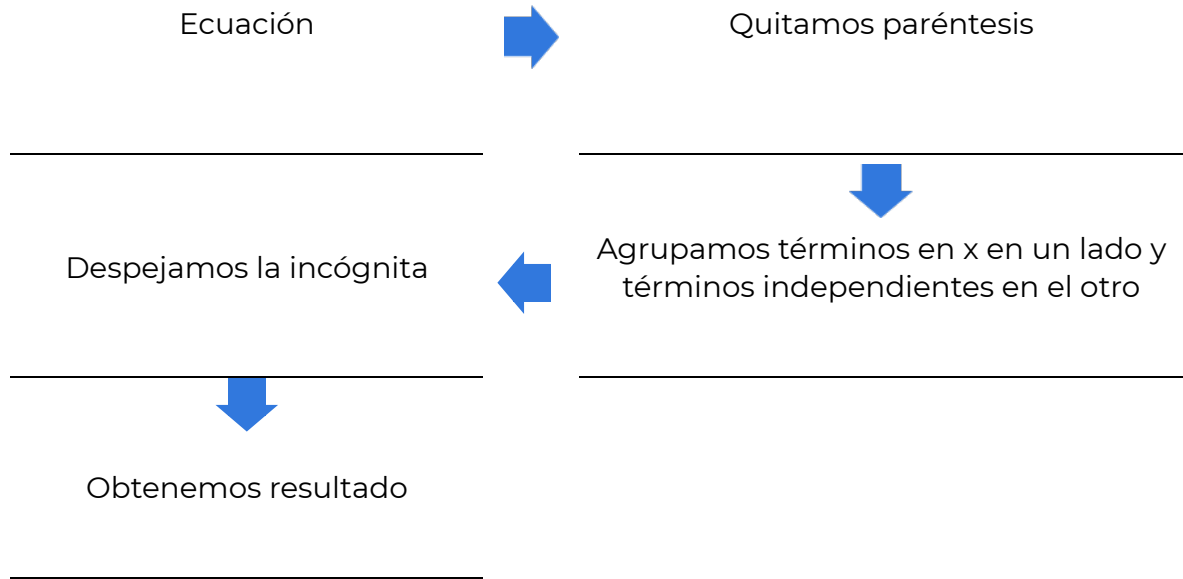 Ecuación
Quitamos paréntesis
Agrupamos términos en x en un lado y
términos independientes en el otro
Despejamos la incógnita
Obtenemos resultado